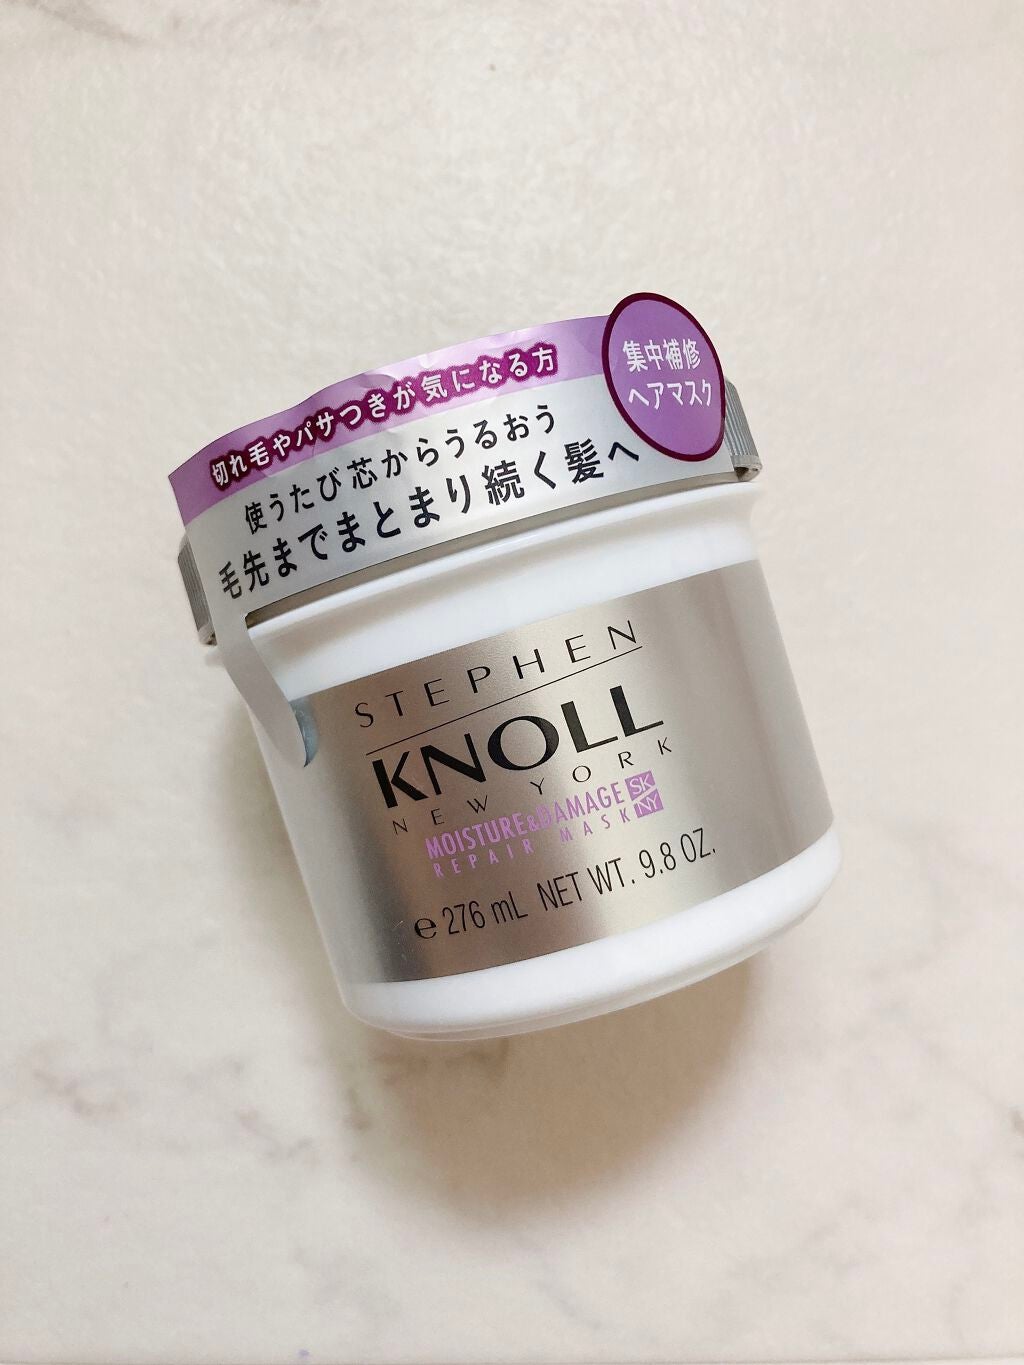 集中補修
ヘアマスク
切れ毛やパサつきが気になる方
使うたび芯からうるおう
毛先までまとまり続く髪へ
STEPHEN
KNOLL
NEW YORK
MOISTURE&DAMAGE SK
REPAIR MASK NY
e 276 mL NET WT. 9.8 OZ.